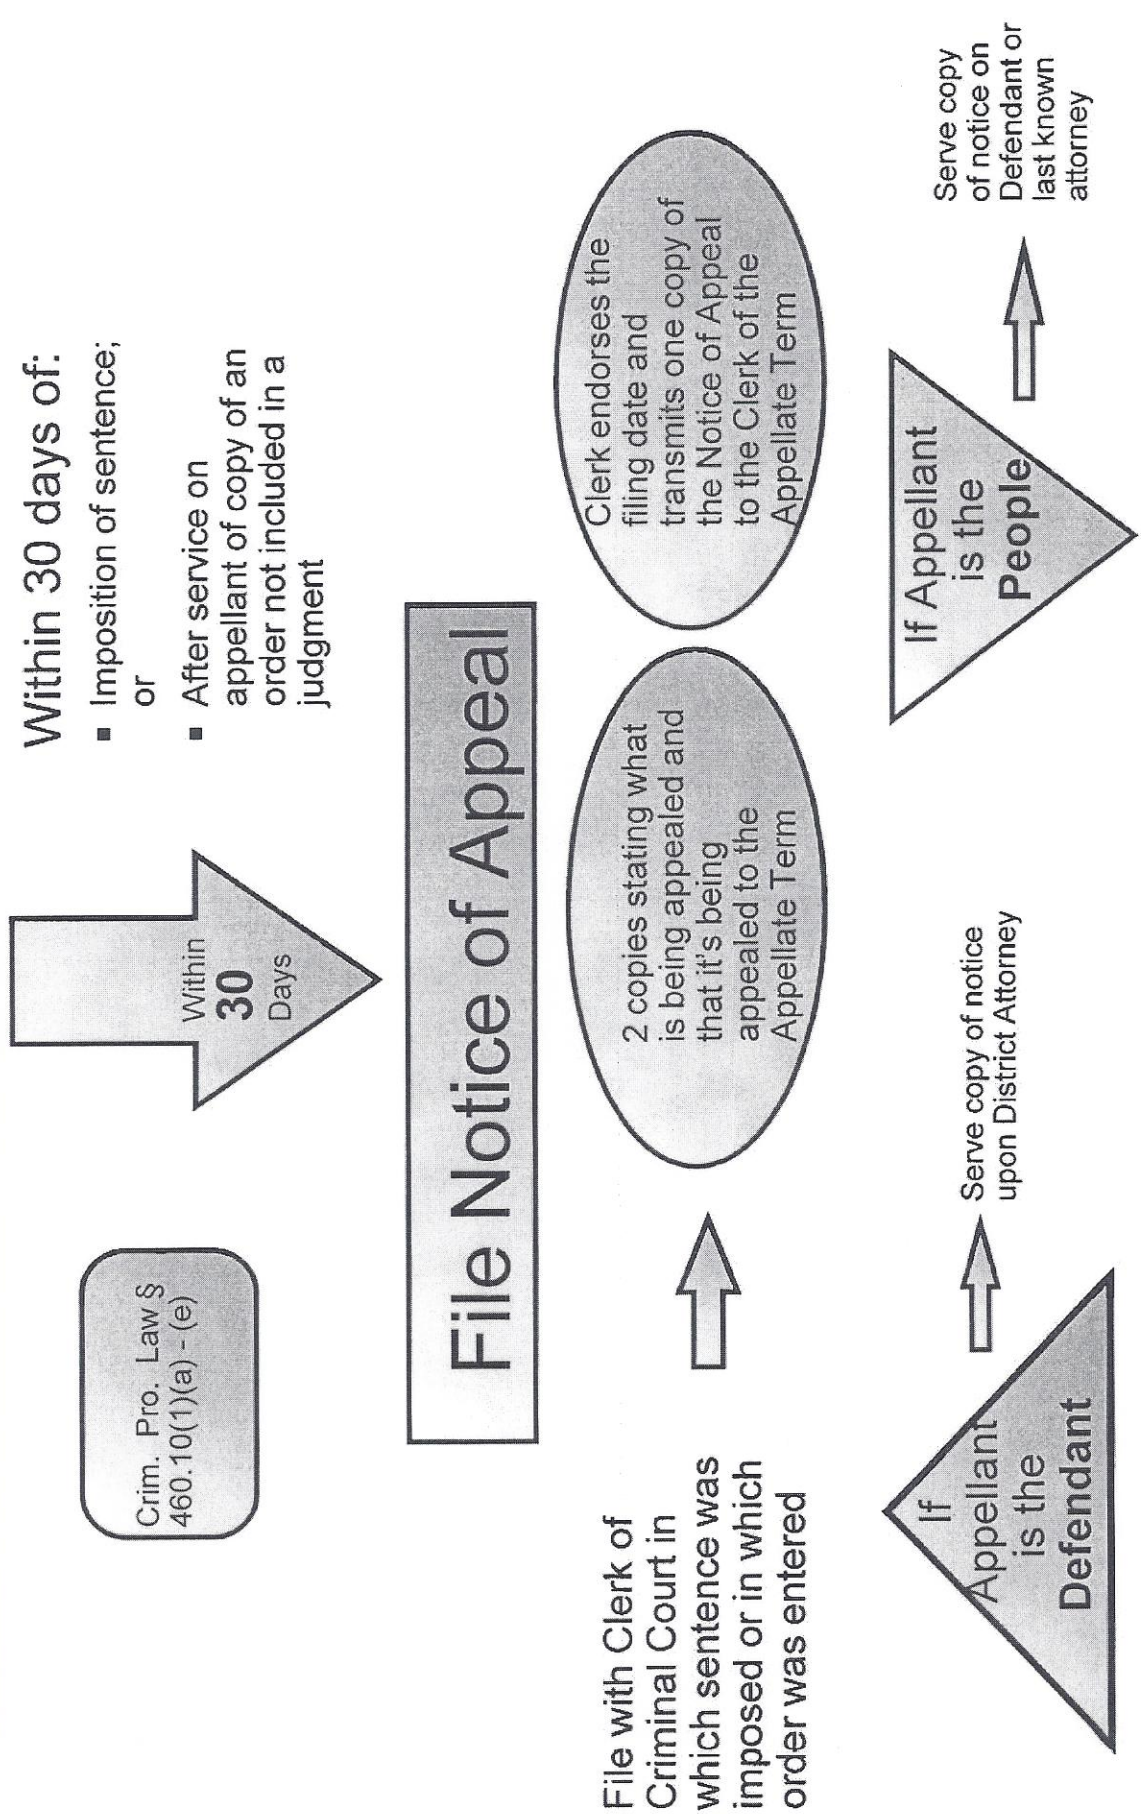 Crim. Pro. Law §
460.10(1)(a) - (e)
Within
30
Days
Within 30 days of:
▪ Imposition of sentence;
or
▪ After service on
appellant of copy of an
order not included in a
judgment
File Notice of Appeal
File with Clerk of
Criminal Court in
which sentence was
imposed or in which
order was entered
2 copies stating what
is being appealed and
that it's being
appealed to the
Appellate Term
Clerk endorses the
filing date and
transmits one copy of
the Notice of Appeal
to the Clerk of the
Appellate Term
If
Appellant
is the
Defendant
Serve copy of notice
upon District Attorney
If Appellant
is the
People
Serve copy
of notice on
Defendant or
last known
attorney